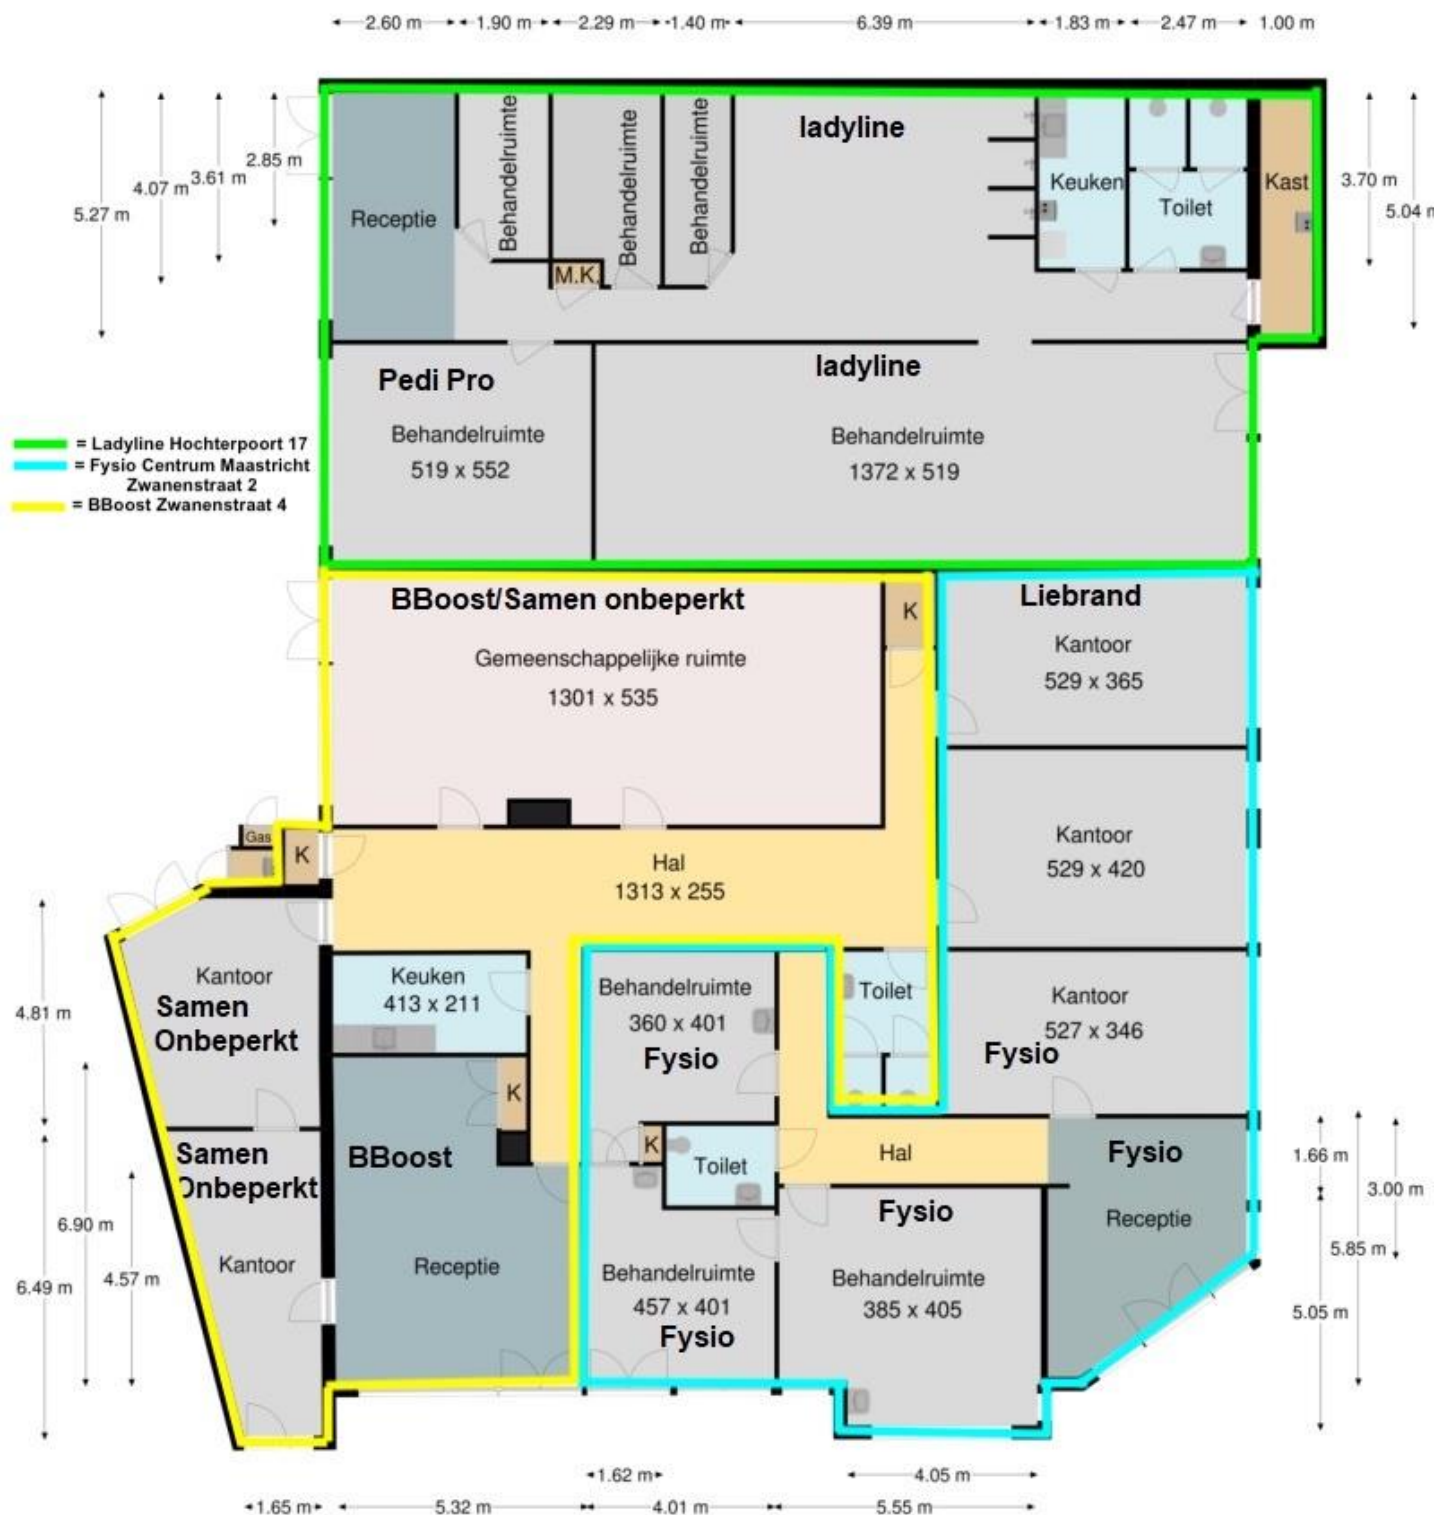 2.60 m 1.90 m 2.29 m 1.40 m 6.39 m 1.83 m 2.47 m 1.00 m
5.27 m
4.07 m
3.61 m
2.85 m
3.70 m
5.04 m
Receptie
Behandelruimte
Behandelruimte
Behandelruimte
M.K.
ladyline
Keuken
Toilet
Kast
Pedi Pro
Behandelruimte
519 x 552
ladyline
Behandelruimte
1372 x 519
= Ladyline Hochterpoort 17
= Fysio Centrum Maastricht
Zwanenstraat 2
= BBoost Zwanenstraat 4
BBoost/Samen onbeperkt
Gemeenschappelijke ruimte
1301 x 535
K
Liebrand
Kantoor
529 x 365
Kantoor
529 x 420
Gas
K
Hal
1313 x 255
Kantoor
Samen
Onbeperkt
Keuken
413 x 211
Behandelruimte
360 x 401
Fysio
Toilet
Kantoor
527 x 346
Fysio
4.81 m
K
Samen
Onbeperkt
Kantoor
BBoost
Receptie
K
Toilet
Hal
Fysio
Receptie
Fysio
Behandelruimte
385 x 405
Behandelruimte
457 x 401
Fysio
6.90 m
6.49 m
4.57 m
1.66 m
3.00 m
5.85 m
5.05 m
1.62 m 4.05 m
1.65 m 5.32 m 4.01 m 5.55 m